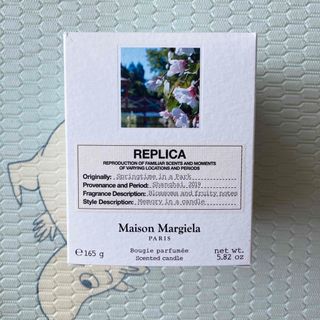 REPLICA
REPRODUCTION OF FAMILIAR SCENTS AND MOMENTS
OF VARYING LOCATIONS AND PERIODS
Originally: Springtime in a Park
Provenance and Period: Shanghai, 2019
Fragrance Description: Blossoms and fruity notes
Style Description: Memory in a candle
Maison Margiela
PARIS
℮ 165 g
Bougie parfumée
Scented candle
net wt.
5.82 oz